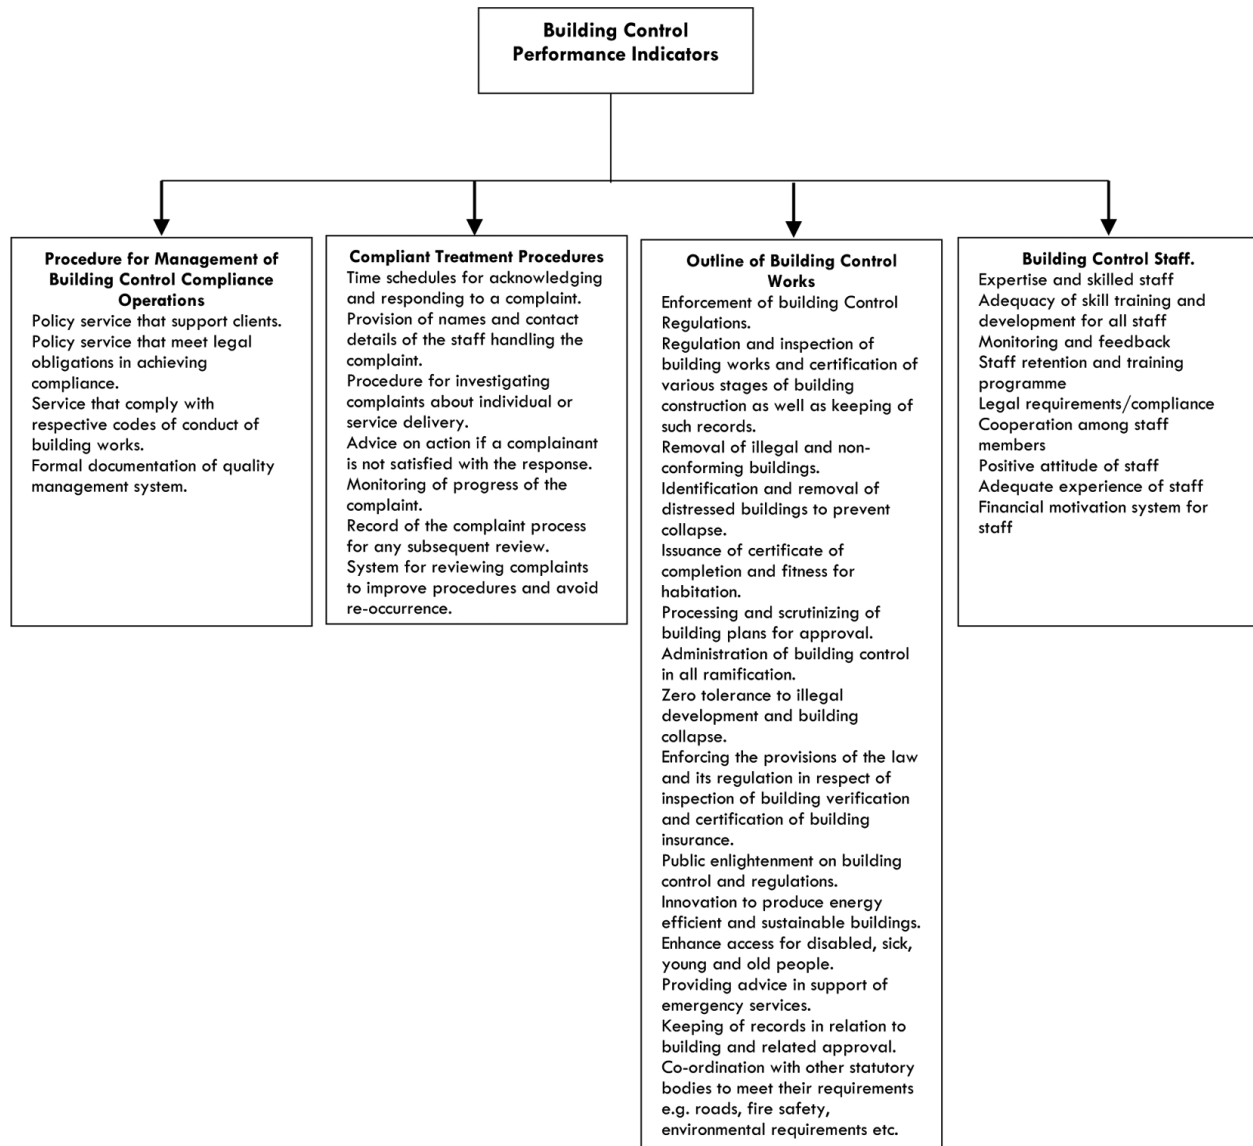 Building Control
Performance Indicators
Procedure for Management of
Building Control Compliance
Operations
Policy service that support clients.
Policy service that meet legal
obligations in achieving
compliance.
Service that comply with
respective codes of conduct of
building works.
Formal documentation of quality
management system.
Compliant Treatment Procedures
Time schedules for acknowledging
and responding to a complaint.
Provision of names and contact
details of the staff handling the
complaint.
Procedure for investigating
complaints about individual or
service delivery.
Advice on action if a complainant
is not satisfied with the response.
Monitoring of progress of the
complaint.
Record of the complaint process
for any subsequent review.
System for reviewing complaints
to improve procedures and avoid
re-occurrence.
Outline of Building Control
Works
Enforcement of building Control
Regulations.
Regulation and inspection of
building works and certification of
various stages of building
construction as well as keeping of
such records.
Removal of illegal and non-
conforming buildings.
Identification and removal of
distressed buildings to prevent
collapse.
Issuance of certificate of
completion and fitness for
habitation.
Processing and scrutinizing of
building plans for approval.
Administration of building control
in all ramification.
Zero tolerance to illegal
development and building
collapse.
Enforcing the provisions of the law
and its regulation in respect of
inspection of building verification
and certification of building
insurance.
Public enlightenment on building
control and regulations.
Innovation to produce energy
efficient and sustainable buildings.
Enhance access for disabled, sick,
young and old people.
Providing advice in support of
emergency services.
Keeping of records in relation to
building and related approval.
Co-ordination with other statutory
bodies to meet their requirements
e.g. roads, fire safety,
environmental requirements etc.
Building Control Staff.
Expertise and skilled staff
Adequacy of skill training and
development for all staff
Monitoring and feedback
Staff retention and training
programme
Legal requirements/compliance
Cooperation among staff
members
Positive attitude of staff
Adequate experience of staff
Financial motivation system for
staff